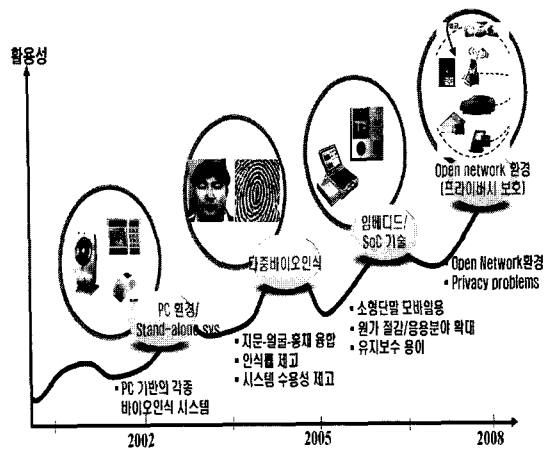 활용성
Open network 환경
(프라이버시 보호)
임베디드/
SoC 기술
다중바이오인식
PC 환경/
Stand-alone sys
▪ Open Network환경
▪ Privacy problems
▪ 소형단말 모바일용
▪ 원가 절감/응용분야 확대
▪ 유지보수 용이
▪ 지문-얼굴-홍채 융합
▪ 인식률 제고
▪ 시스템 수용성 제고
▪ PC 기반의 각종
바이오인식 시스템
2002
2005
2008